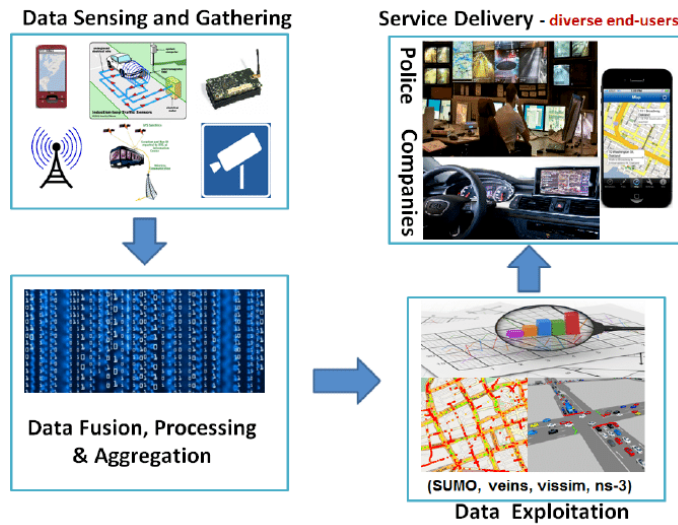 Data Sensing and Gathering
Service Delivery - diverse end-users
Police Companies
Map
Data Fusion, Processing
& Aggregation
(SUMO, veins, vissim, ns-3)
Data Exploitation